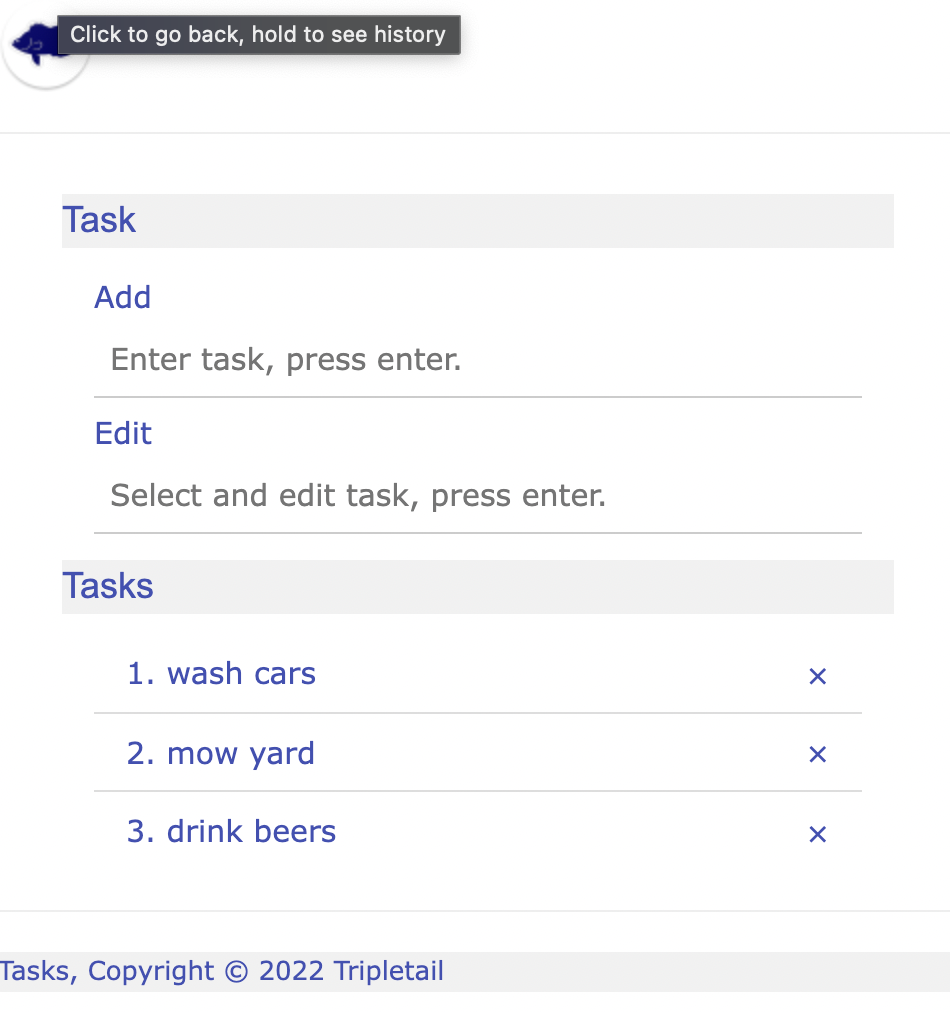 Click to go back, hold to see history
Task
Add
Enter task, press enter.
Edit
Select and edit task, press enter.
Tasks
1. wash cars ×
2. mow yard ×
3. drink beers ×
Tasks, Copyright © 2022 Tripletail